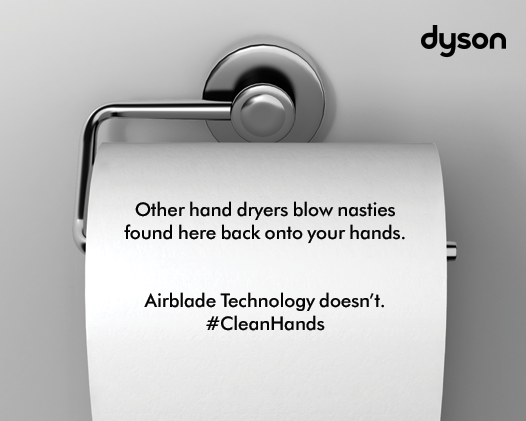 dyson
Other hand dryers blow nasties
found here back onto your hands.
Airblade Technology doesn't.
#CleanHands